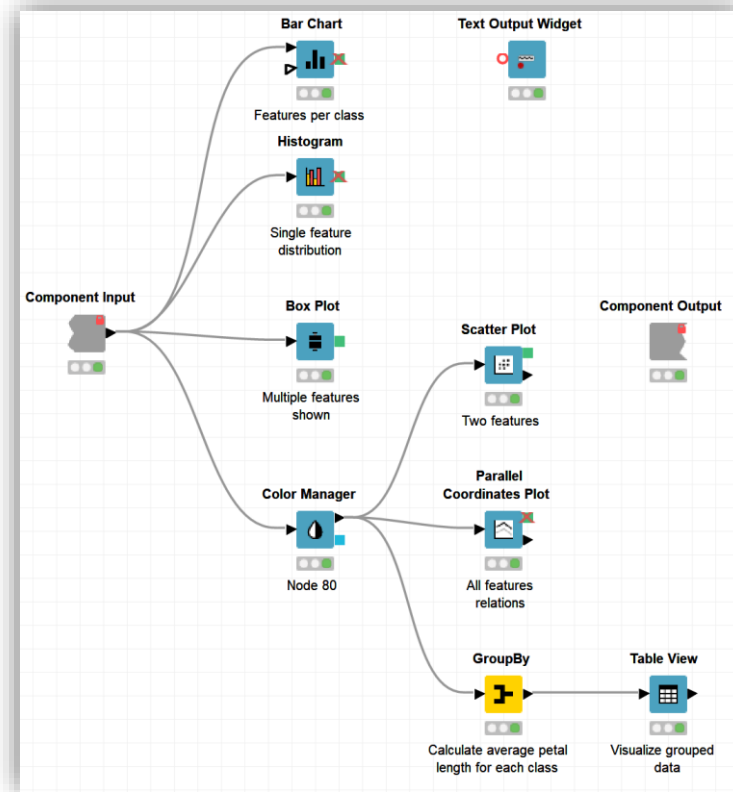 Bar Chart
Text Output Widget
Features per class
Histogram
Single feature
distribution
Component Input
Box Plot
Component Output
Scatter Plot
Multiple features
shown
Two features
Color Manager
Parallel
Coordinates Plot
Node 80
All features
relations
GroupBy
Table View
Calculate average petal
length for each class
Visualize grouped
data